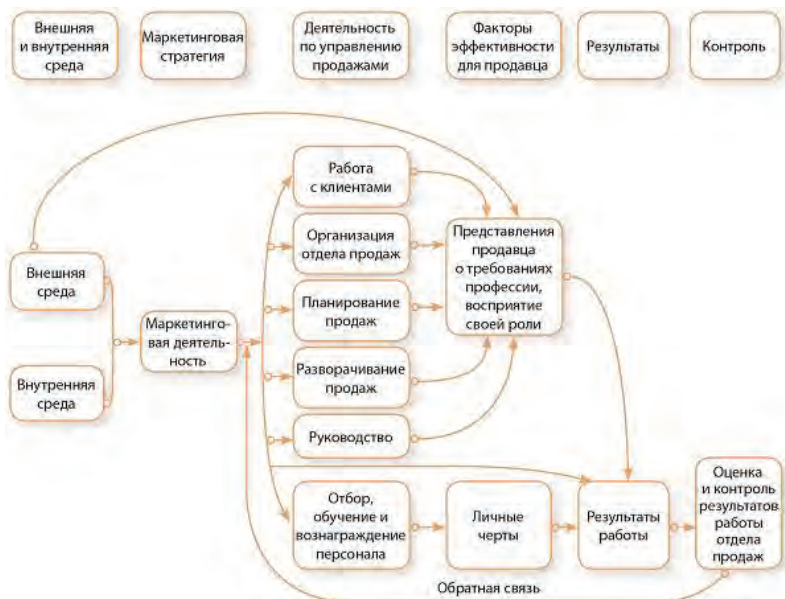 Внешняя
и внутренняя
среда
Маркетинговая
стратегия
Деятельность
по управлению
продажами
Факторы
эффективности
для продавца
Результаты
Контроль
Работа
с клиентами
Организация
отдела продаж
Представления
продавца
о требованиях
профессии,
восприятие
своей роли
Внешняя
среда
Планирование
продаж
Маркетинго-
вая деятель-
ность
Внутренняя
среда
Разворачивание
продаж
Руководство
Отбор,
обучение и
вознаграждение
персонала
Личные
черты
Результаты
работы
Оценка
и контроль
результатов
работы
отдела
продаж
Обратная связь